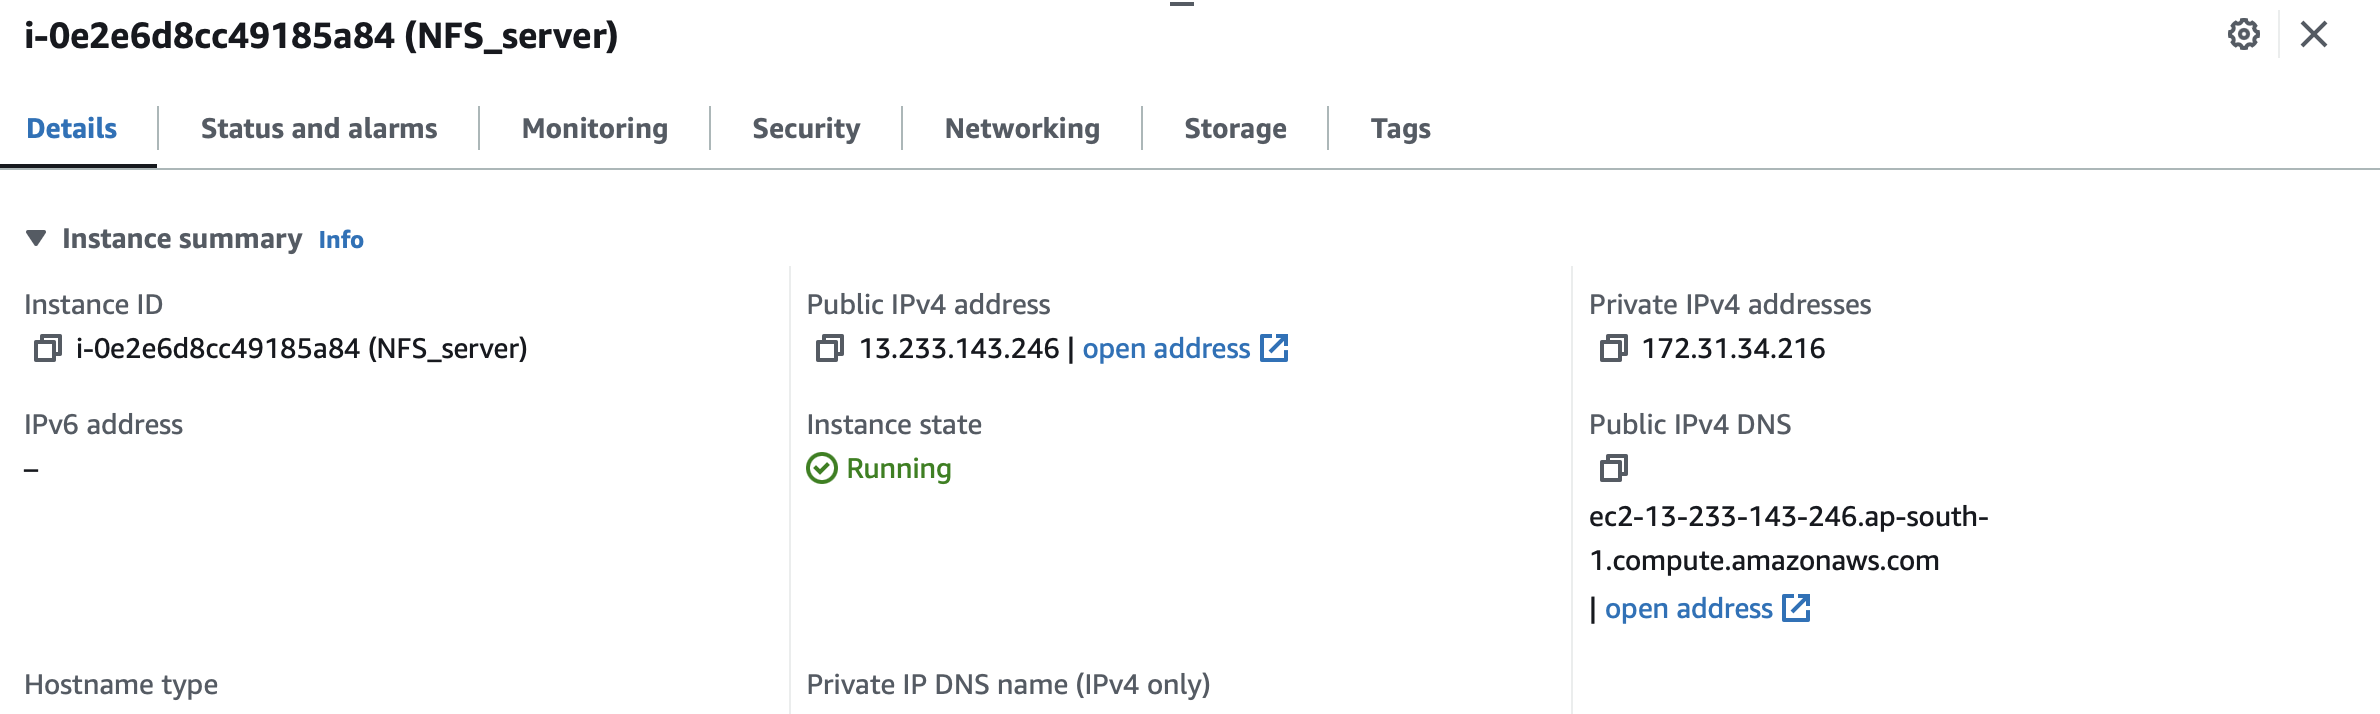 i-0e2e6d8cc49185a84 (NFS_server)
Details
Status and alarms
Monitoring
Security
Networking
Storage
Tags
Instance summary Info
Instance ID
i-0e2e6d8cc49185a84 (NFS_server)
Public IPv4 address
13.233.143.246 | open address
Private IPv4 addresses
172.31.34.216
IPv6 address
–
Instance state
Running
Public IPv4 DNS
ec2-13-233-143-246.ap-south-
1.compute.amazonaws.com
| open address
Hostname type
Private IP DNS name (IPv4 only)